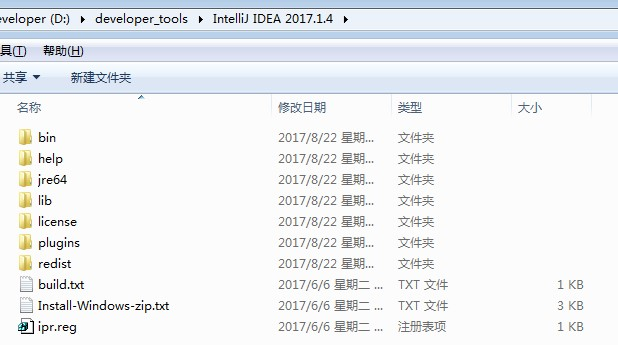 eveloper (D:) ▸ developer_tools ▸ IntelliJ IDEA 2017.1.4 ▸
具(T) 帮助(H)
共享 ▼ 新建文件夹
名称 修改日期 类型 大小
bin 2017/8/22 星期... 文件夹
help 2017/8/22 星期... 文件夹
jre64 2017/8/22 星期... 文件夹
lib 2017/8/22 星期... 文件夹
license 2017/8/22 星期... 文件夹
plugins 2017/8/22 星期... 文件夹
redist 2017/8/22 星期... 文件夹
build.txt 2017/6/6 星期二 ... TXT 文件 1 KB
Install-Windows-zip.txt 2017/6/6 星期二 ... TXT 文件 3 KB
ipr.reg 2017/6/6 星期二 ... 注册表项 1 KB